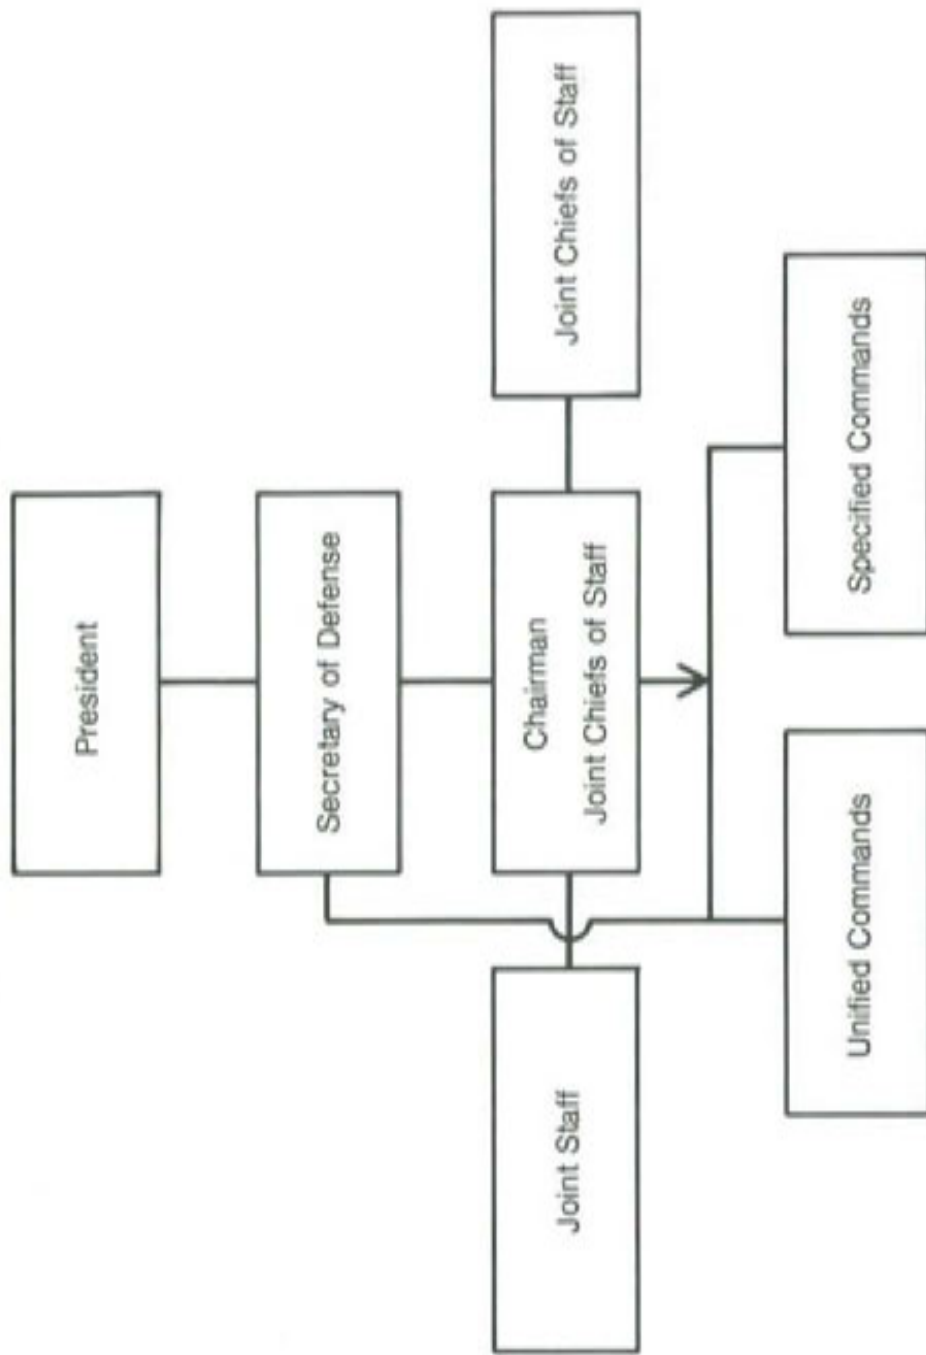 President
Secretary of Defense
Joint Staff
Chairman
Joint Chiefs of Staff
Joint Chiefs of Staff
Unified Commands
Specified Commands